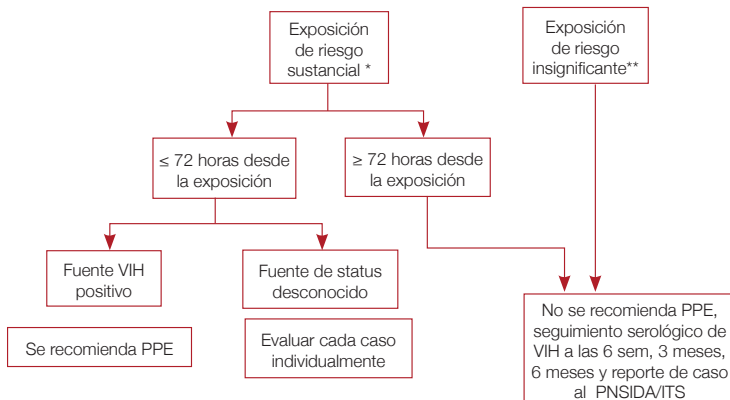 Exposición
de riesgo
sustancial *
Exposición
de riesgo
insignificante**
≤ 72 horas desde
la exposición
≥ 72 horas desde
la exposición
Fuente VIH
positivo
Fuente de status
desconocido
Se recomienda PPE
Evaluar cada caso
individualmente
No se recomienda PPE,
seguimiento serológico de
VIH a las 6 sem, 3 meses,
6 meses y reporte de caso
al PNSIDA/ITS